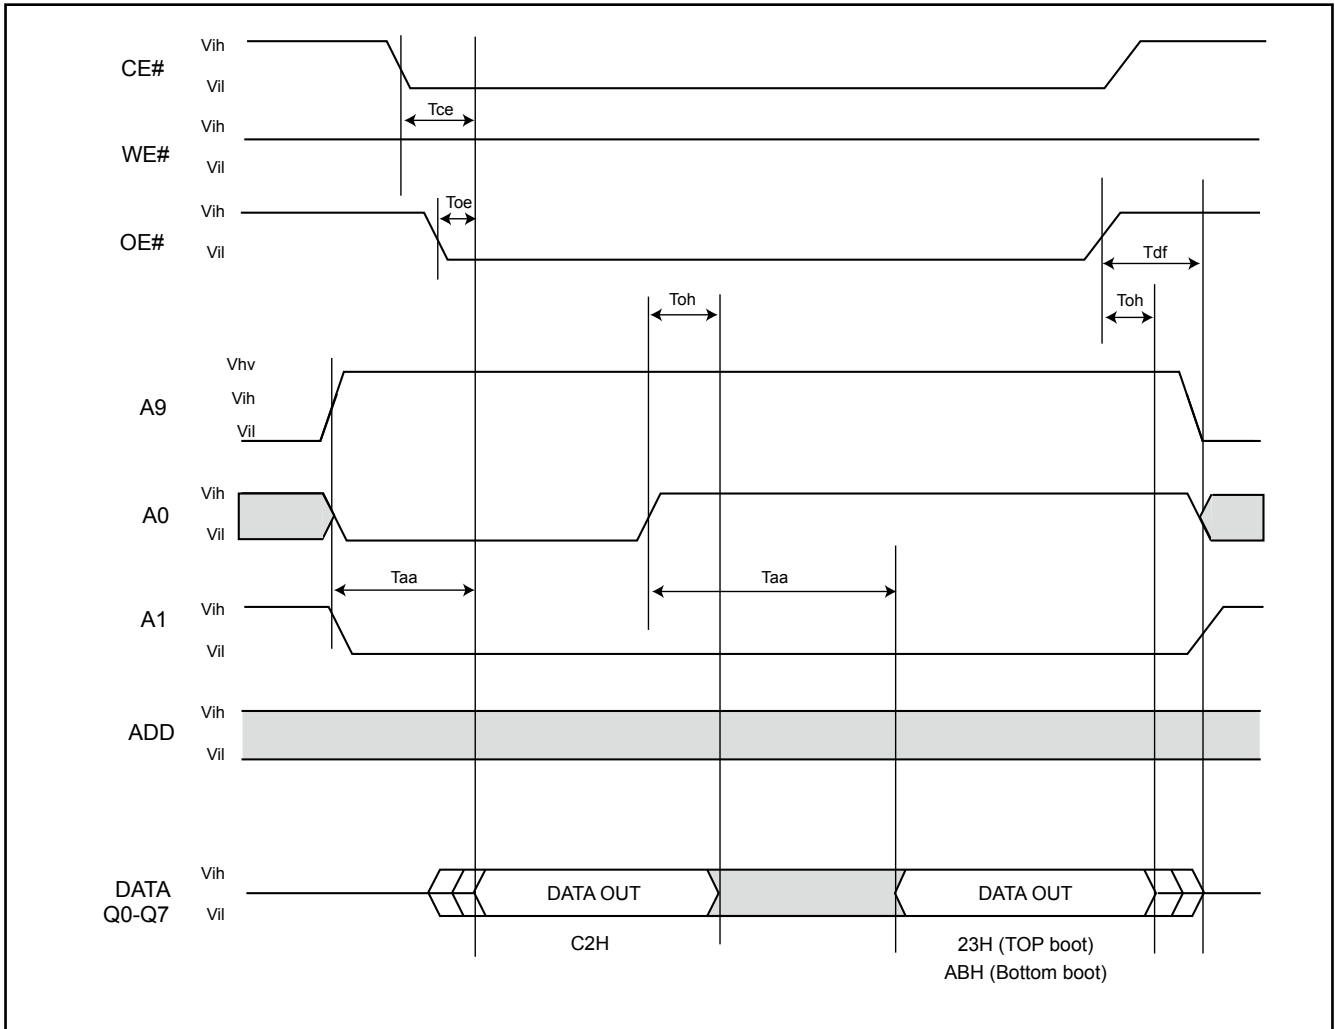 Vih
CE#
Vil
Tce
Vih
WE#
Vil
Toe
Vih
OE#
Vil
Tdf
Toh
Toh
Vhv
Vih
A9
Vil
Vih
A0
Vil
Taa
Taa
Vih
A1
Vil
Vih
ADD
Vil
Vih
DATA
Q0-Q7
Vil
DATA OUT
DATA OUT
C2H
23H (TOP boot)
ABH (Bottom boot)